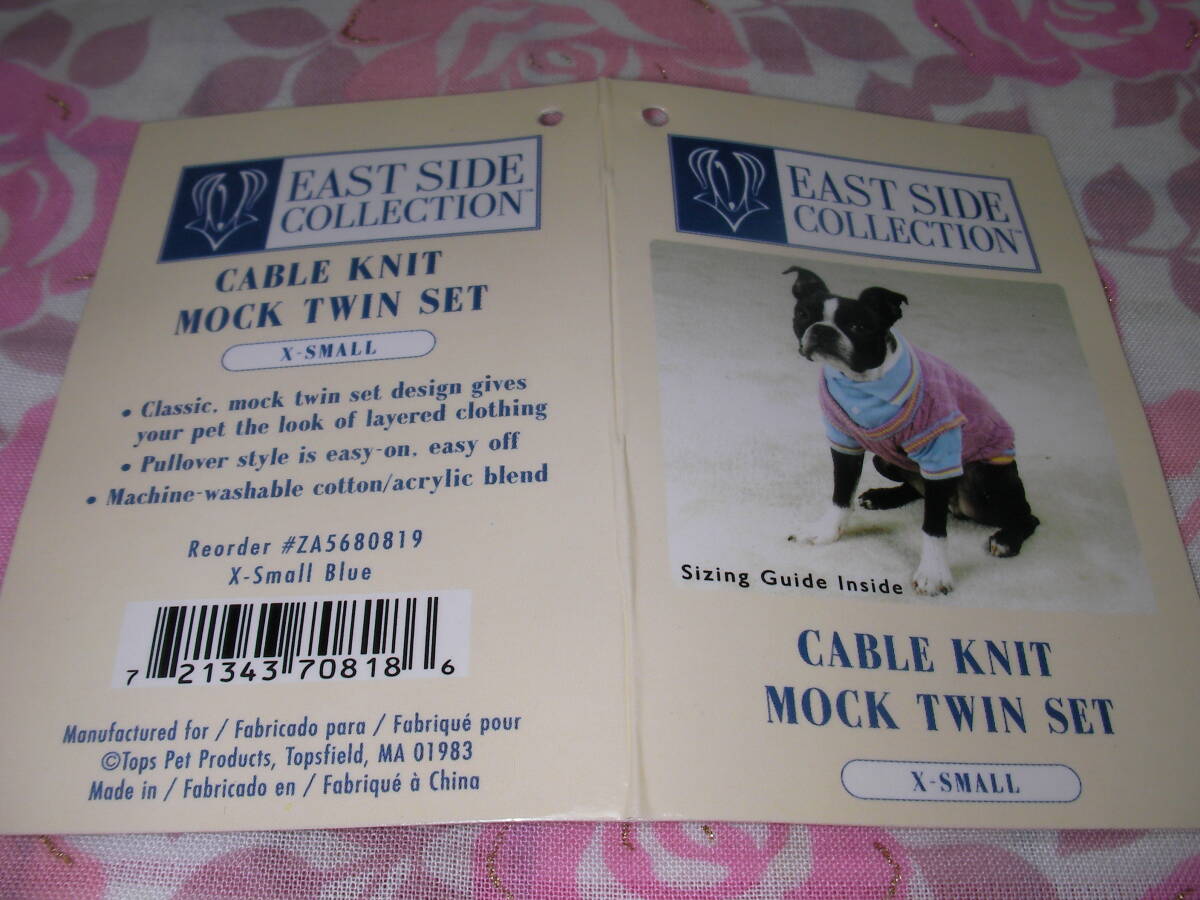 EAST SIDE
COLLECTION™
CABLE KNIT
MOCK TWIN SET
X-SMALL
• Classic, mock twin set design gives
your pet the look of layered clothing
• Pullover style is easy-on, easy off
• Machine-washable cotton/acrylic blend
Reorder #ZA5680819
X-Small Blue
7 21343 70818 6
Manufactured for / Fabricado para / Fabriqué pour
©Tops Pet Products, Topsfield, MA 01983
Made in / Fabricado en / Fabriqué à China
EAST SIDE
COLLECTION™
Sizing Guide Inside
CABLE KNIT
MOCK TWIN SET
X-SMALL